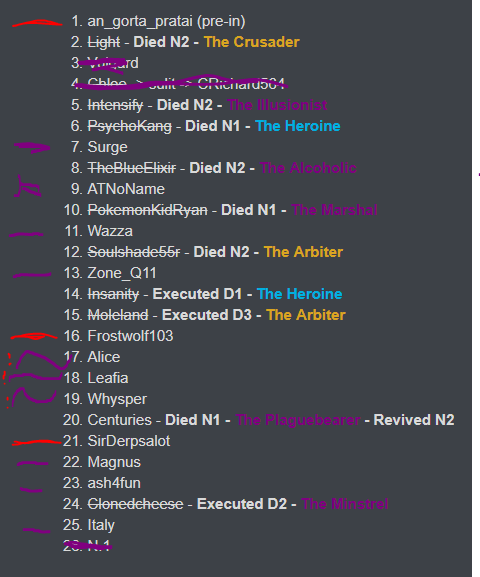 1. an_gorta_pratai (pre-in)
2. Light - Died N2 - The Crusader
3. Vulgard
4. Chloe -> sulit -> CRichard564
5. Intensify - Died N2 - The Illusionist
6. PsychoKang - Died N1 - The Heroine
7. Surge
8. TheBlueElixir - Died N2 - The Alcoholic
9. ATNoName
10. PokemonKidRyan - Died N1 - The Marshal
11. Wazza
12. Soulshade55r - Died N2 - The Arbiter
13. Zone_Q11
14. Insanity - Executed D1 - The Heroine
15. Moleland - Executed D3 - The Arbiter
16. Frostwolf103
17. Alice
18. Leafia
19. Whysper
20. Centuries - Died N1 - The Plaguebearer - Revived N2
21. SirDerpsalot
22. Magnus
23. ash4fun
24. Clonedcheese - Executed D2 - The Minstrel
25. Italy
26. N.1